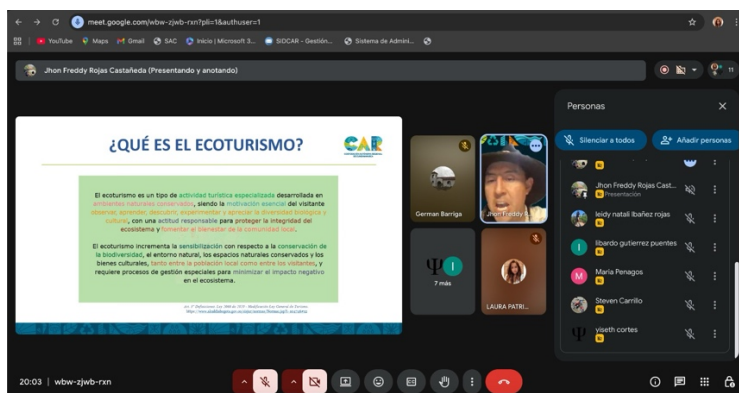 meet.google.com/wbw-zjwb-rxn?pli=1&authuser=1
YouTube Maps Gmail SAC Inicio | Microsoft 3... SIDCAR - Gestión... Sistema de Admini...
Jhon Freddy Rojas Castañeda (Presentando y anotando)
11
¿QUÉ ES EL ECOTURISMO?
CAR
El ecoturismo es un tipo de actividad turística especializada desarrollada en
ambientes naturales conservados, siendo la motivación esencial del visitante
observar, aprender, descubrir, experimentar y apreciar la diversidad biológica y
cultural, con una actitud responsable para proteger la integridad del
ecosistema y fomentar el bienestar de la comunidad local.
El ecoturismo incrementa la sensibilización con respecto a la conservación de
la biodiversidad, el entorno natural, los espacios naturales conservados y los
bienes culturales, tanto entre la población local como entre los visitantes, y
requiere procesos de gestión especiales para minimizar el impacto negativo
en el ecosistema.
German Barriga
Jhon Freddy R...
I
7 más
LAURA PATRI...
Personas
Silenciar a todos
Añadir personas
Jhon Freddy Rojas Cast...
Presentación
leidy natali ibañez rojas
l
libardo gutierrez puentes
M
Maria Penagos
Steven Carrillo
yiseth cortes
20:03 | wbw-zjwb-rxn